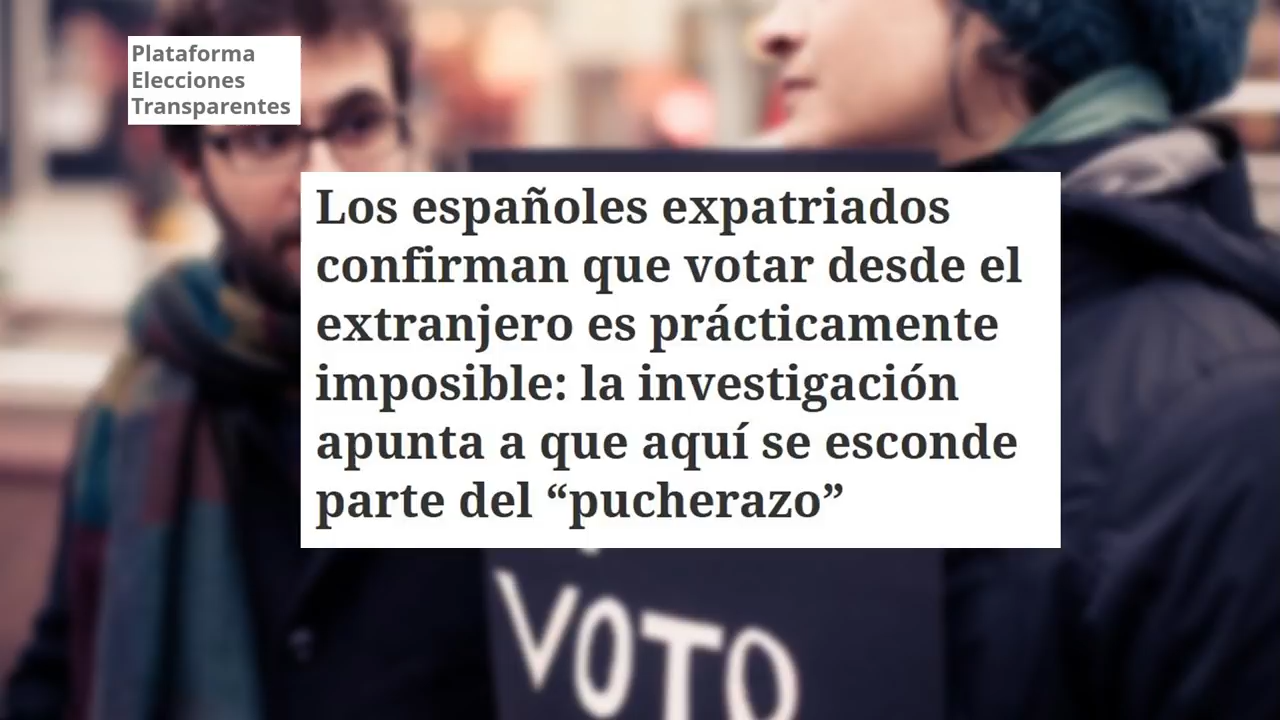 Plataforma
Elecciones
Transparentes
Los españoles expatriados
confirman que votar desde el
extranjero es prácticamente
imposible: la investigación
apunta a que aquí se esconde
parte del “pucherazo”
VOTO